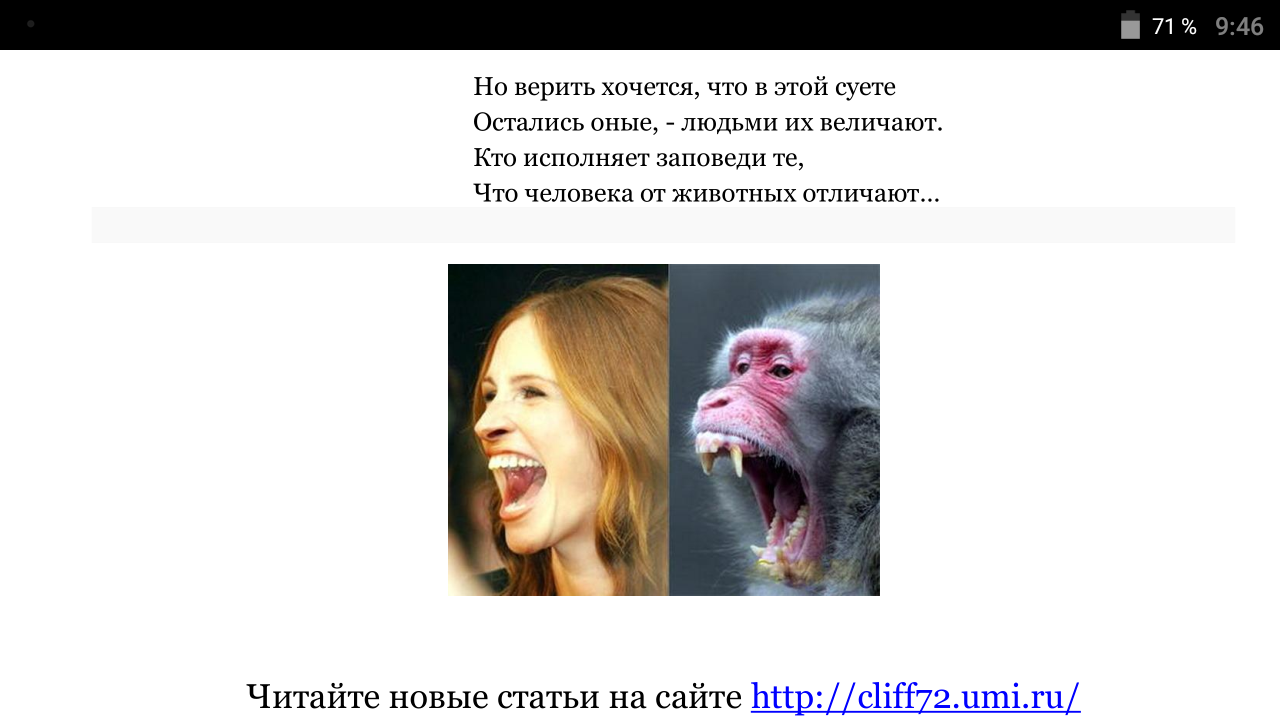 71 % 9:46
Но верить хочется, что в этой суете
Остались оные, - людьми их величают.
Кто исполняет заповеди те,
Что человека от животных отличают...
Читайте новые статьи на сайте http://cliff72.umi.ru/